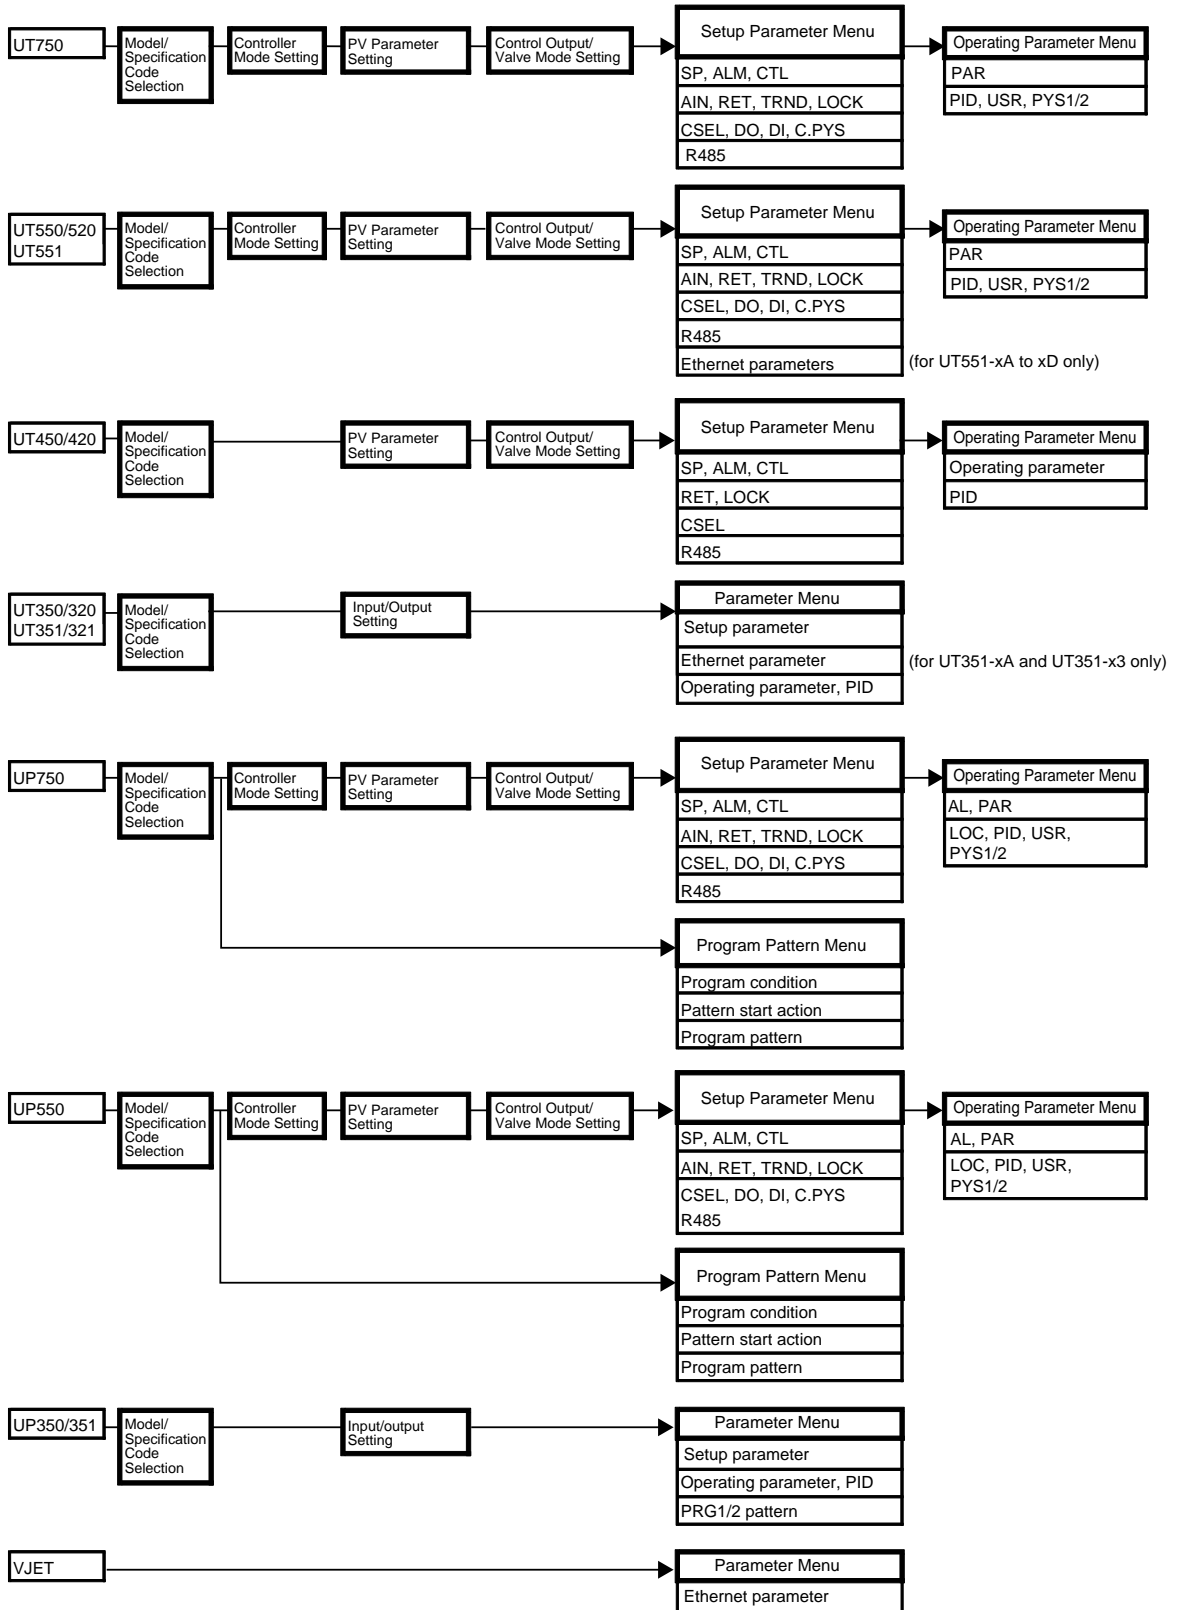 UT750
Model/
Specification
Code
Selection
Controller
Mode Setting
PV Parameter
Setting
Control Output/
Valve Mode Setting
Setup Parameter Menu
SP, ALM, CTL
AIN, RET, TRND, LOCK
CSEL, DO, DI, C.PYS
R485
Operating Parameter Menu
PAR
PID, USR, PYS1/2
UT550/520
UT551
Model/
Specification
Code
Selection
Controller
Mode Setting
PV Parameter
Setting
Control Output/
Valve Mode Setting
Setup Parameter Menu
SP, ALM, CTL
AIN, RET, TRND, LOCK
CSEL, DO, DI, C.PYS
R485
Ethernet parameters
(for UT551-xA to xD only)
Operating Parameter Menu
PAR
PID, USR, PYS1/2
UT450/420
Model/
Specification
Code
Selection
PV Parameter
Setting
Control Output/
Valve Mode Setting
Setup Parameter Menu
SP, ALM, CTL
RET, LOCK
CSEL
R485
Operating Parameter Menu
Operating parameter
PID
UT350/320
UT351/321
Model/
Specification
Code
Selection
Input/Output
Setting
Parameter Menu
Setup parameter
Ethernet parameter
(for UT351-xA and UT351-x3 only)
Operating parameter, PID
UP750
Model/
Specification
Code
Selection
Controller
Mode Setting
PV Parameter
Setting
Control Output/
Valve Mode Setting
Setup Parameter Menu
SP, ALM, CTL
AIN, RET, TRND, LOCK
CSEL, DO, DI, C.PYS
R485
Operating Parameter Menu
AL, PAR
LOC, PID, USR,
PYS1/2
Program Pattern Menu
Program condition
Pattern start action
Program pattern
UP550
Model/
Specification
Code
Selection
Controller
Mode Setting
PV Parameter
Setting
Control Output/
Valve Mode Setting
Setup Parameter Menu
SP, ALM, CTL
AIN, RET, TRND, LOCK
CSEL, DO, DI, C.PYS
R485
Operating Parameter Menu
AL, PAR
LOC, PID, USR,
PYS1/2
Program Pattern Menu
Program condition
Pattern start action
Program pattern
UP350/351
Model/
Specification
Code
Selection
Input/output
Setting
Parameter Menu
Setup parameter
Operating parameter, PID
PRG1/2 pattern
VJET
Parameter Menu
Ethernet parameter